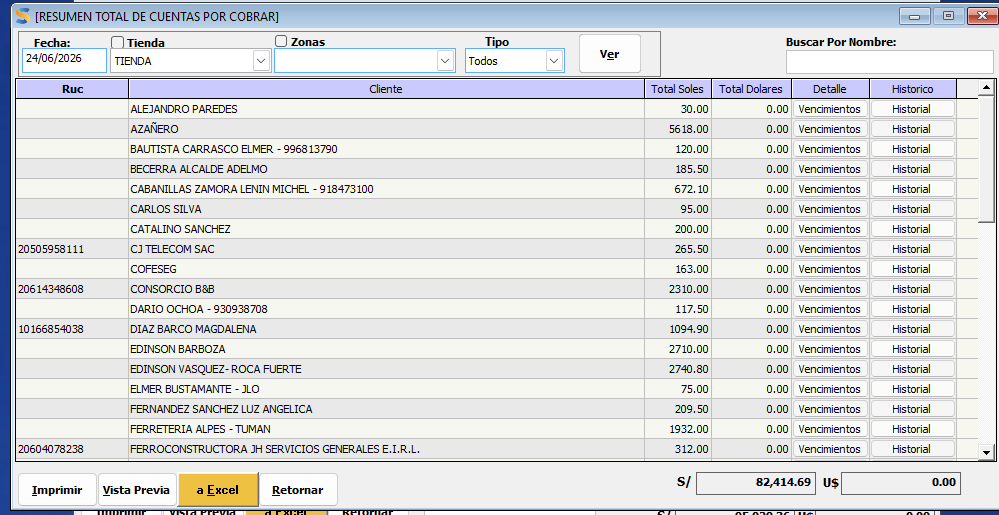 [RESUMEN TOTAL DE CUENTAS POR COBRAR]
Fecha: Tienda Zonas Tipo Buscar Por Nombre:
24/06/2026 TIENDA Todos Ver
Ruc Cliente Total Soles Total Dolares Detalle Historico
ALEJANDRO PAREDES 30.00 0.00 Vencimientos Historial
AZAÑERO 5618.00 0.00 Vencimientos Historial
BAUTISTA CARRASCO ELMER - 996813790 120.00 0.00 Vencimientos Historial
BECERRA ALCALDE ADELMO 185.50 0.00 Vencimientos Historial
CABANILLAS ZAMORA LENIN MICHEL - 918473100 672.10 0.00 Vencimientos Historial
CARLOS SILVA 95.00 0.00 Vencimientos Historial
CATALINO SANCHEZ 200.00 0.00 Vencimientos Historial
20505958111 CJ TELECOM SAC 265.50 0.00 Vencimientos Historial
COFESEG 163.00 0.00 Vencimientos Historial
20614348608 CONSORCIO B&B 2310.00 0.00 Vencimientos Historial
DARIO OCHOA - 930938708 117.50 0.00 Vencimientos Historial
10166854038 DIAZ BARCO MAGDALENA 1094.90 0.00 Vencimientos Historial
EDINSON BARBOZA 2710.00 0.00 Vencimientos Historial
EDINSON VASQUEZ- ROCA FUERTE 2740.80 0.00 Vencimientos Historial
ELMER BUSTAMANTE - JLO 75.00 0.00 Vencimientos Historial
FERNANDEZ SANCHEZ LUZ ANGELICA 209.50 0.00 Vencimientos Historial
FERRETERIA ALPES - TUMAN 1932.00 0.00 Vencimientos Historial
20604078238 FERROCONSTRUCTORA JH SERVICIOS GENERALES E.I.R.L. 312.00 0.00 Vencimientos Historial
Imprimir Vista Previa a Excel Retornar S/ 82,414.69 U$ 0.00
Imprimir Vista Previa a Excel Retornar